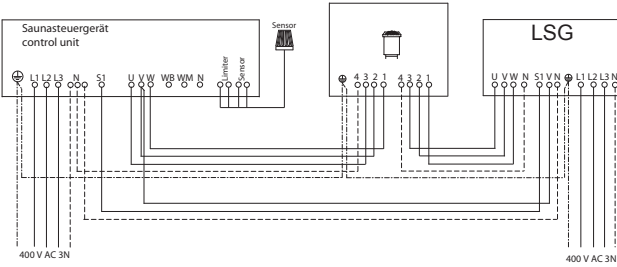 Saunasteuergerät
control unit
Sensor
LSG
L1 L2 L3 N S1 U V W WB WM N Limiter Sensor
4 3 2 1 4 3 2 1
U V W N S1 V N L1 L2 L3 N
400 V AC 3N
400 V AC 3N